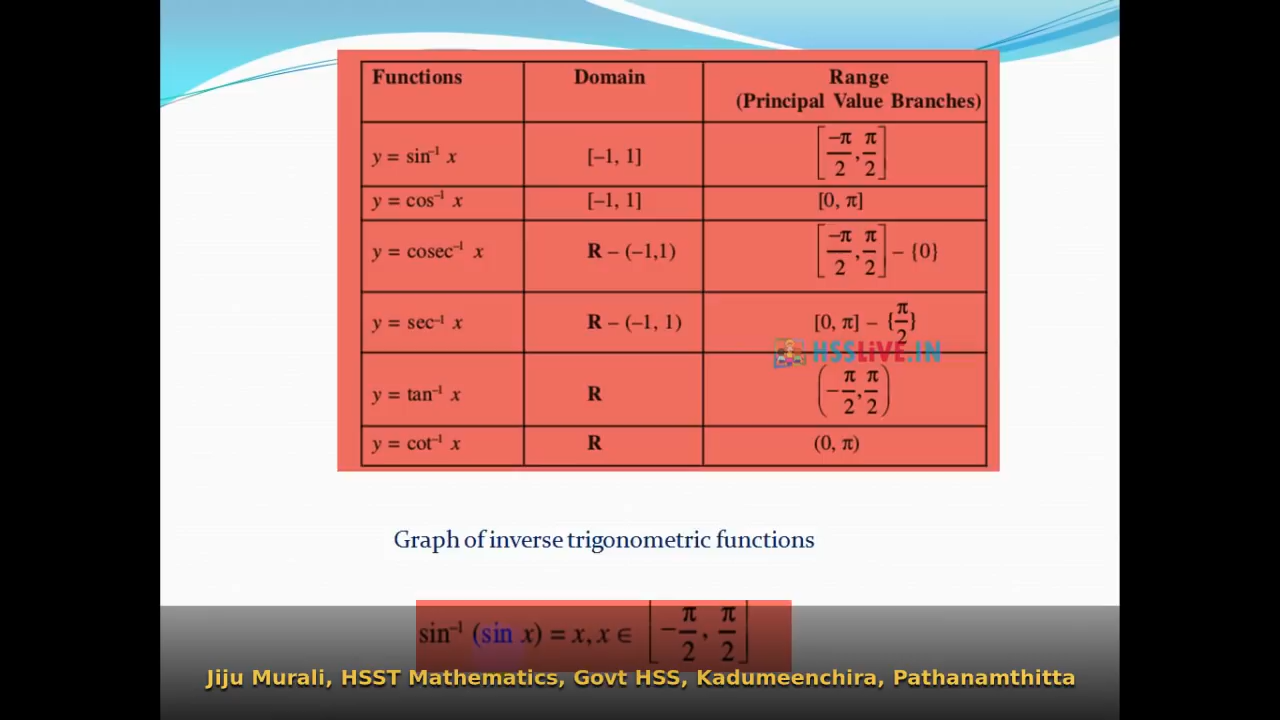 Functions Domain Range
(Principal Value Branches)
y = sin⁻¹ x [–1, 1] [–π/2, π/2]
y = cos⁻¹ x [–1, 1] [0, π]
y = cosec⁻¹ x R – (–1,1) [–π/2, π/2] – {0}
y = sec⁻¹ x R – (–1, 1) [0, π] – {π/2}
HSSLiVE.IN
y = tan⁻¹ x R (–π/2, π/2)
y = cot⁻¹ x R (0, π)
Graph of inverse trigonometric functions
sin⁻¹ (sin x) = x, x ∈ [–π/2, π/2]
Jiju Murali, HSST Mathematics, Govt HSS, Kadumeenchira, Pathanamthitta